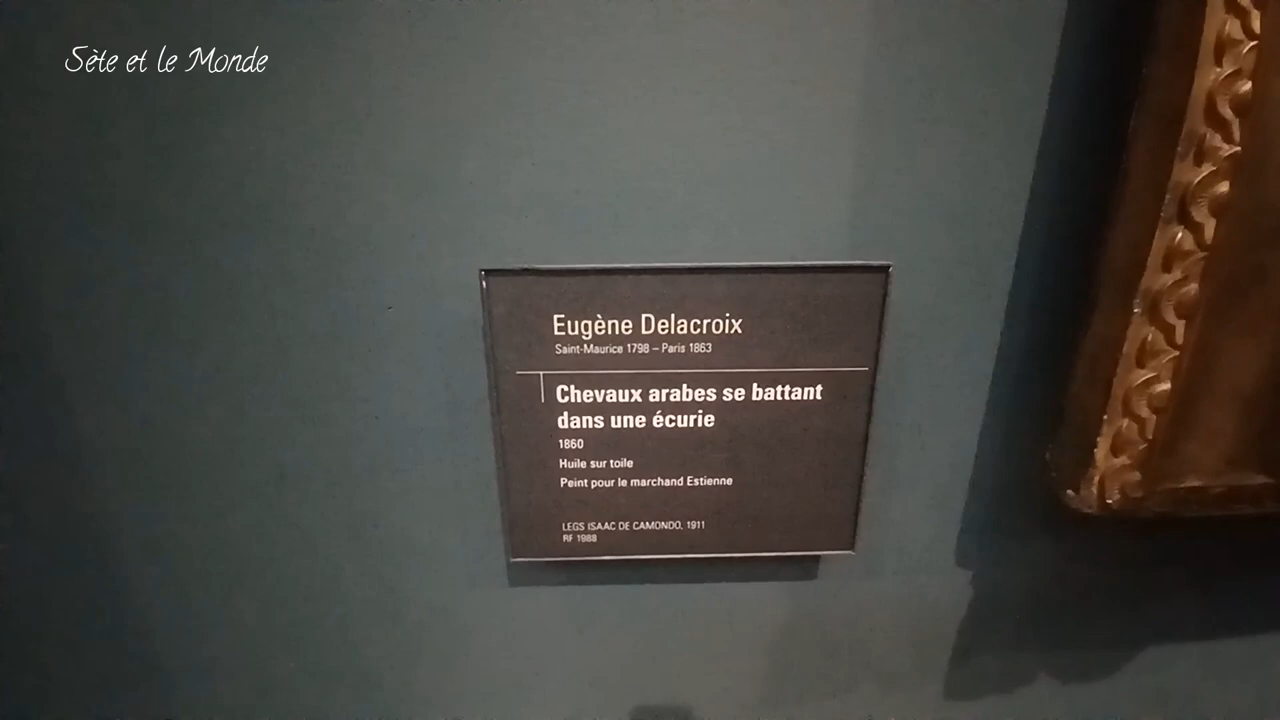 Sète et le Monde
Eugène Delacroix
Saint-Maurice 1798 – Paris 1863
Chevaux arabes se battant
dans une écurie
1860
Huile sur toile
Peint pour le marchand Estienne
LEGS ISAAC DE CAMONDO, 1911
RF 1988